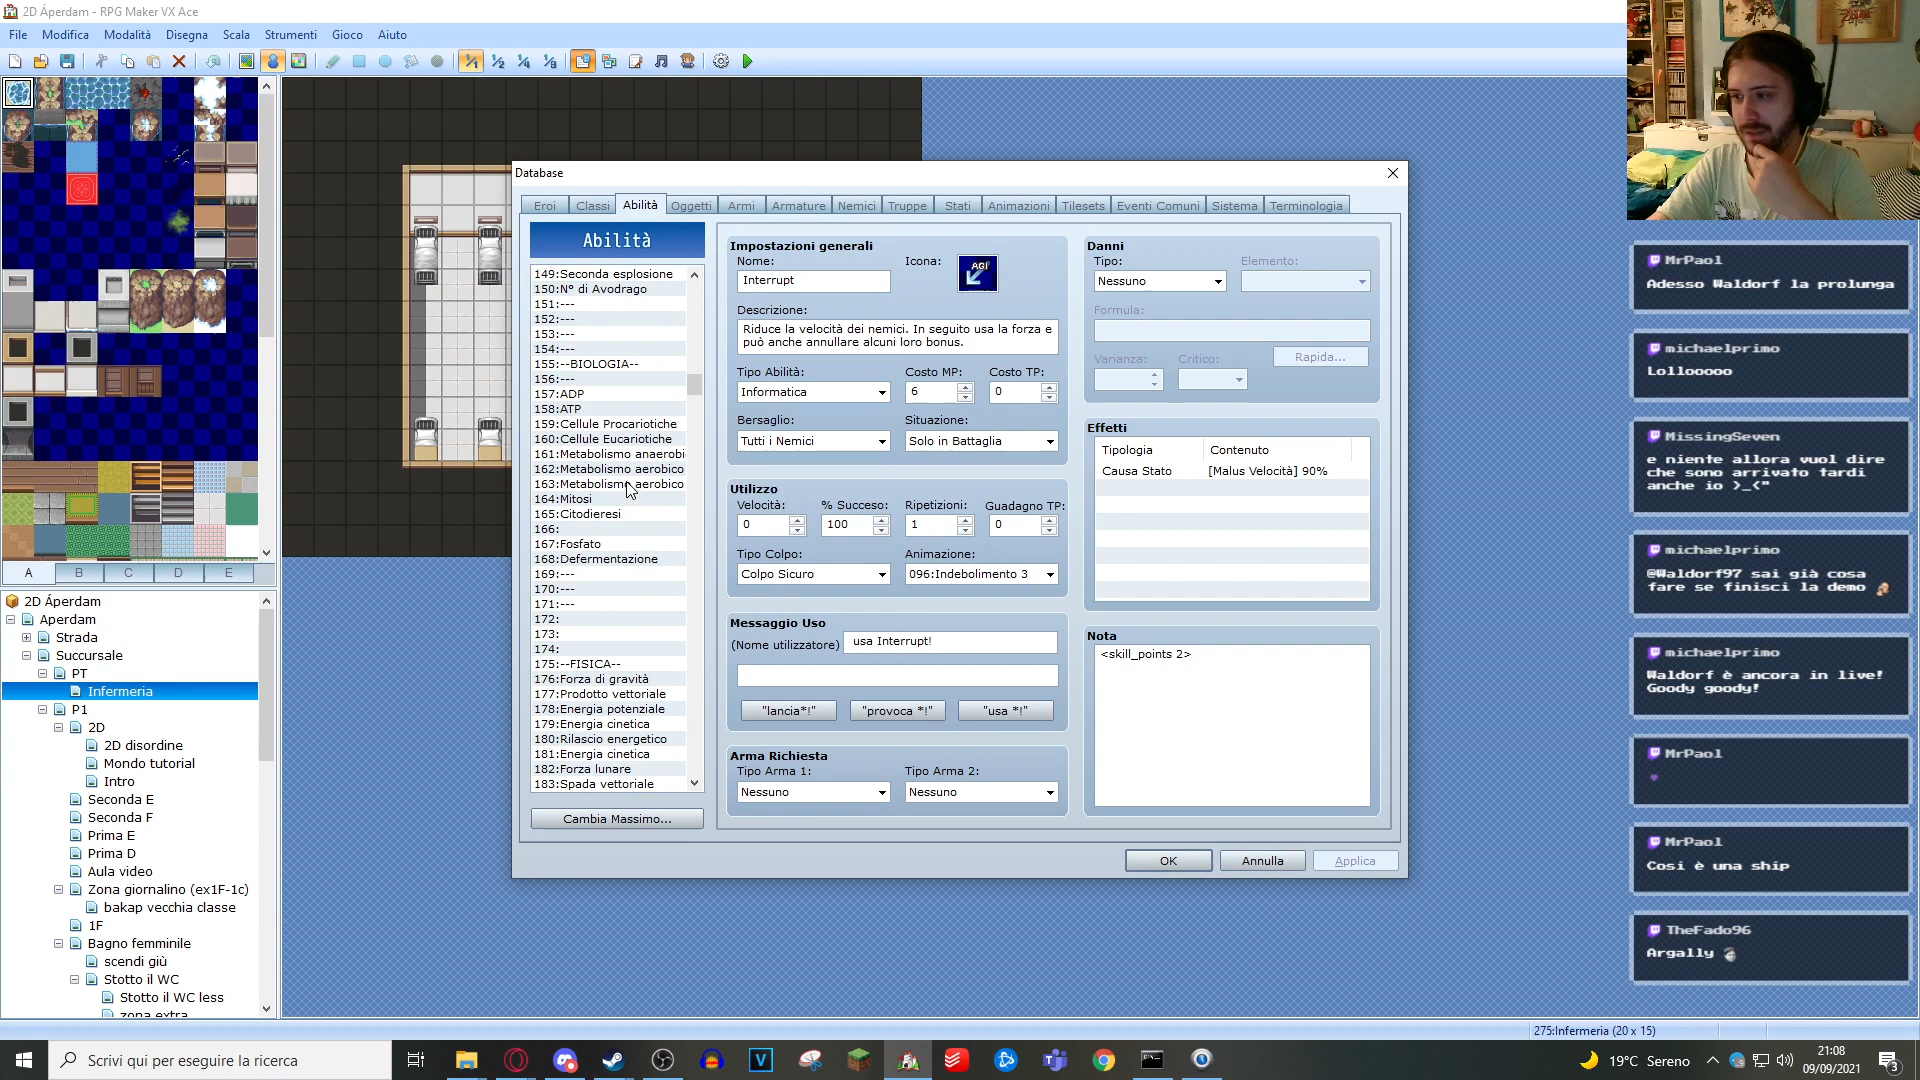 2D Áperdam - RPG Maker VX Ace
File Modifica Modalità Disegna Scala Strumenti Gioco Aiuto
Database
Eroi Classi Abilità Oggetti Armi Armature Nemici Truppe Stati Animazioni Tilesets Eventi Comuni Sistema Terminologia
Abilità
149:Seconda esplosione
150:N° di Avodrago
151:---
152:---
153:---
154:---
155:--BIOLOGIA--
156:---
157:ADP
158:ATP
159:Cellule Procariotiche
160:Cellule Eucariotiche
161:Metabolismo anaerobi
162:Metabolismo aerobico
163:Metabolismo aerobico
164:Mitosi
165:Citodieresi
166:
167:Fosfato
168:Defermentazione
169:---
170:---
171:---
172:
173:
174:
175:--FISICA--
176:Forza di gravità
177:Prodotto vettoriale
178:Energia potenziale
179:Energia cinetica
180:Rilascio energetico
181:Energia cinetica
182:Forza lunare
183:Spada vettoriale
Cambia Massimo...
Impostazioni generali
Nome: Icona:
Interrupt
AGI
Descrizione:
Riduce la velocità dei nemici. In seguito usa la forza e
può anche annullare alcuni loro bonus.
Tipo Abilità: Costo MP: Costo TP:
Informatica 6 0
Bersaglio: Situazione:
Tutti i Nemici Solo in Battaglia
Utilizzo
Velocità: % Succeso: Ripetizioni: Guadagno TP:
0 100 1 0
Tipo Colpo: Animazione:
Colpo Sicuro 096:Indebolimento 3
Messaggio Uso
(Nome utilizzatore) usa Interrupt!
"lancia*!" "provoca *!" "usa *!"
Arma Richiesta
Tipo Arma 1: Tipo Arma 2:
Nessuno Nessuno
Danni
Tipo: Elemento:
Nessuno
Formula:
Varianza: Critico: Rapida...
Effetti
Tipologia Contenuto
Causa Stato [Malus Velocità] 90%
Nota
<skill_points 2>
OK Annulla Applica
A B C D E
2D Áperdam
Aperdam
Strada
Succursale
PT
Infermeria
P1
2D
2D disordine
Mondo tutorial
Intro
Seconda E
Seconda F
Prima E
Prima D
Aula video
Zona giornalino (ex1F-1c)
bakap vecchia classe
1F
Bagno femminile
scendi giù
Stotto il WC
Stotto il WC less
zona extra
MrPaol
Adesso Waldorf la prolunga
michaelprimo
Lollooooo
MissingSeven
e niente allora vuol dire
che sono arrivato tardi
anche io >_<"
michaelprimo
@Waldorf97 sai già cosa
fare se finisci la demo
michaelprimo
Waldorf è ancora in live!
Goody goody!
MrPaol
MrPaol
Cosi è una ship
TheFado96
Argally
275:Infermeria (20 x 15)
Scrivi qui per eseguire la ricerca
19°C Sereno
21:08
09/09/2021
3